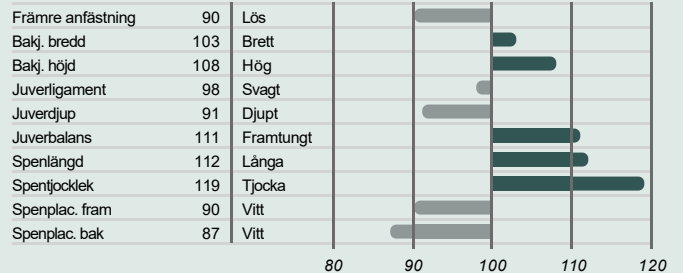 Främre anfästning 90 Lös
Bakj. bredd 103 Brett
Bakj. höjd 108 Hög
Juverligament 98 Svagt
Juverdjup 91 Djupt
Juverbalans 111 Framtungt
Spenlängd 112 Långa
Spentjocklek 119 Tjocka
Spenplac. fram 90 Vitt
Spenplac. bak 87 Vitt
80 90 100 110 120